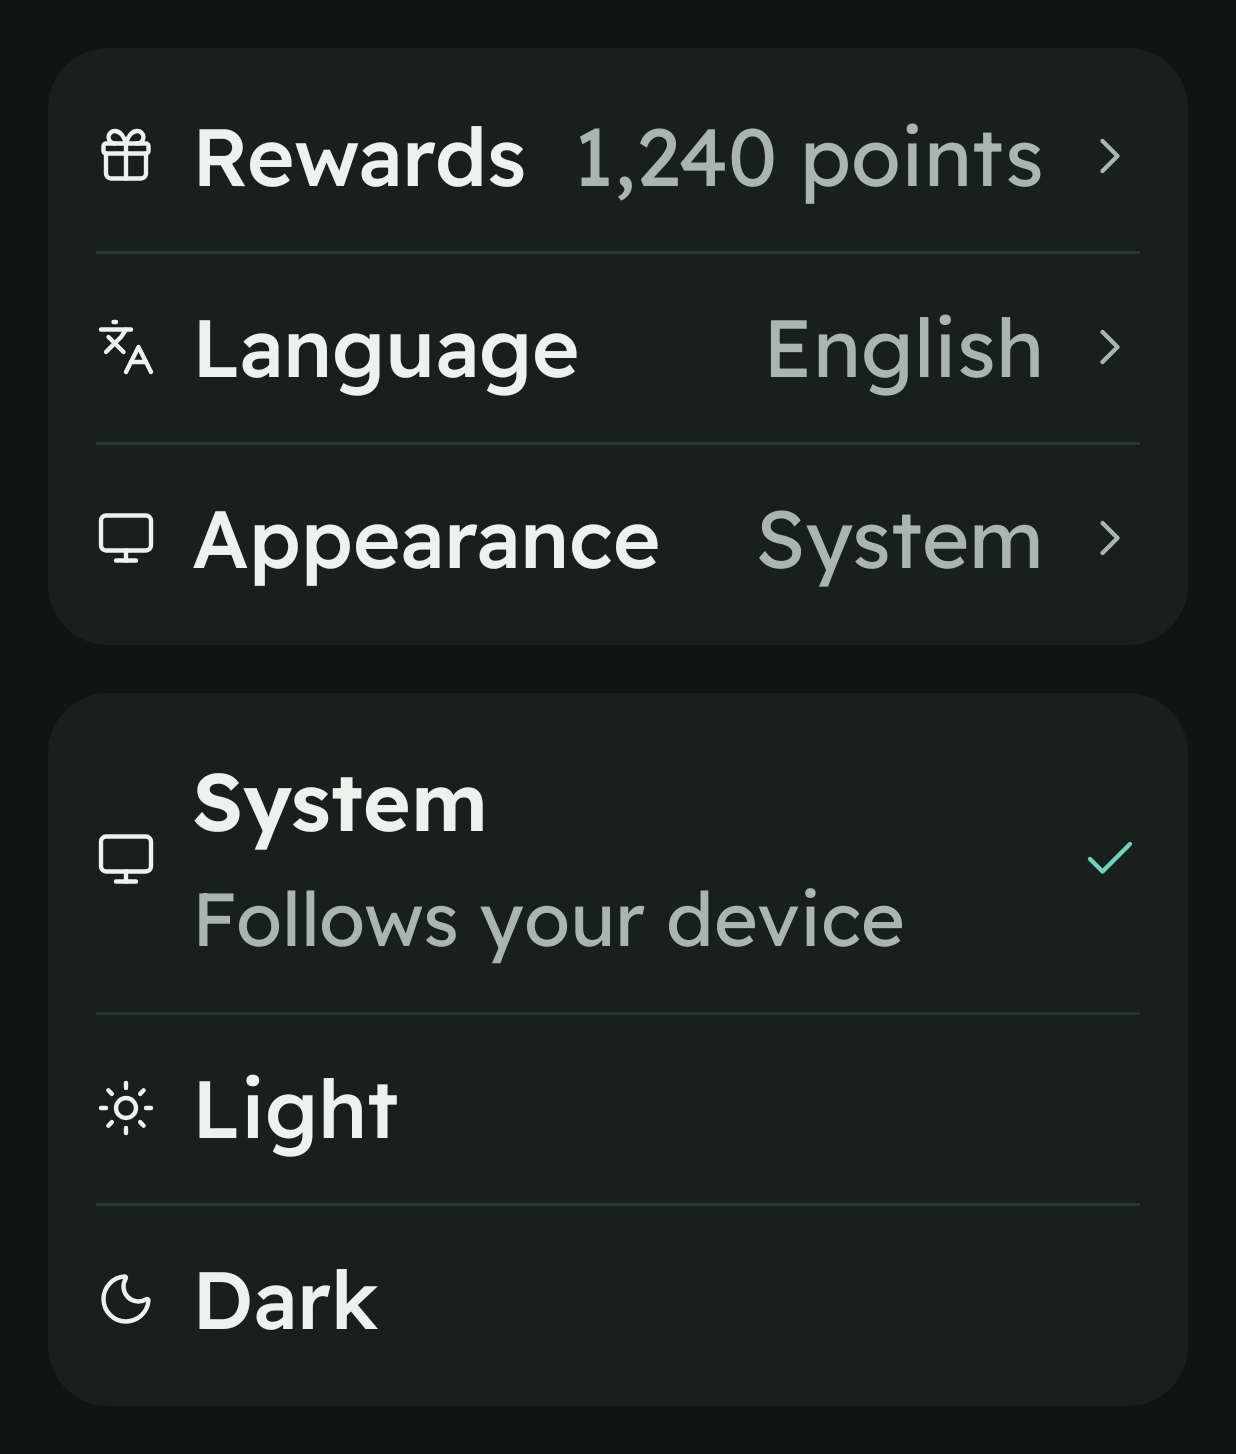 Rewards 1,240 points
Language English
Appearance System
System
Follows your device
Light
Dark